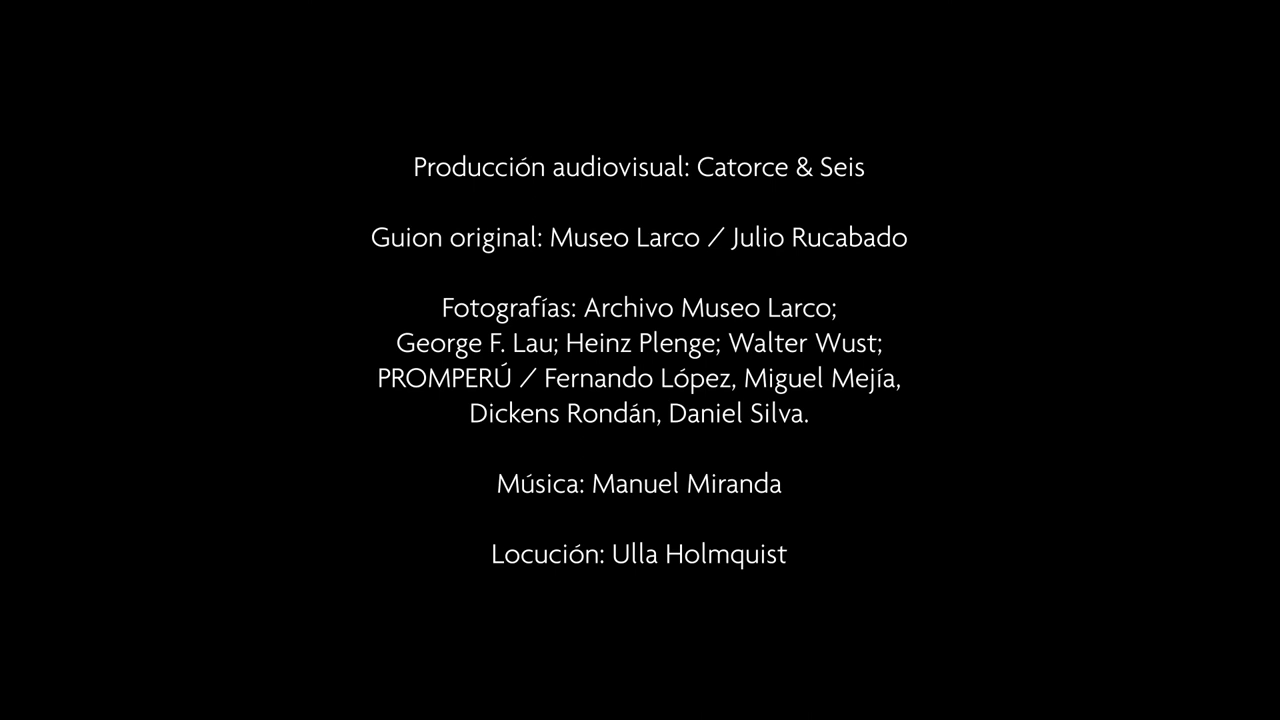 Producción audiovisual: Catorce & Seis
Guion original: Museo Larco / Julio Rucabado
Fotografías: Archivo Museo Larco;
George F. Lau; Heinz Plenge; Walter Wust;
PROMPERÚ / Fernando López, Miguel Mejía,
Dickens Rondán, Daniel Silva.
Música: Manuel Miranda
Locución: Ulla Holmquist